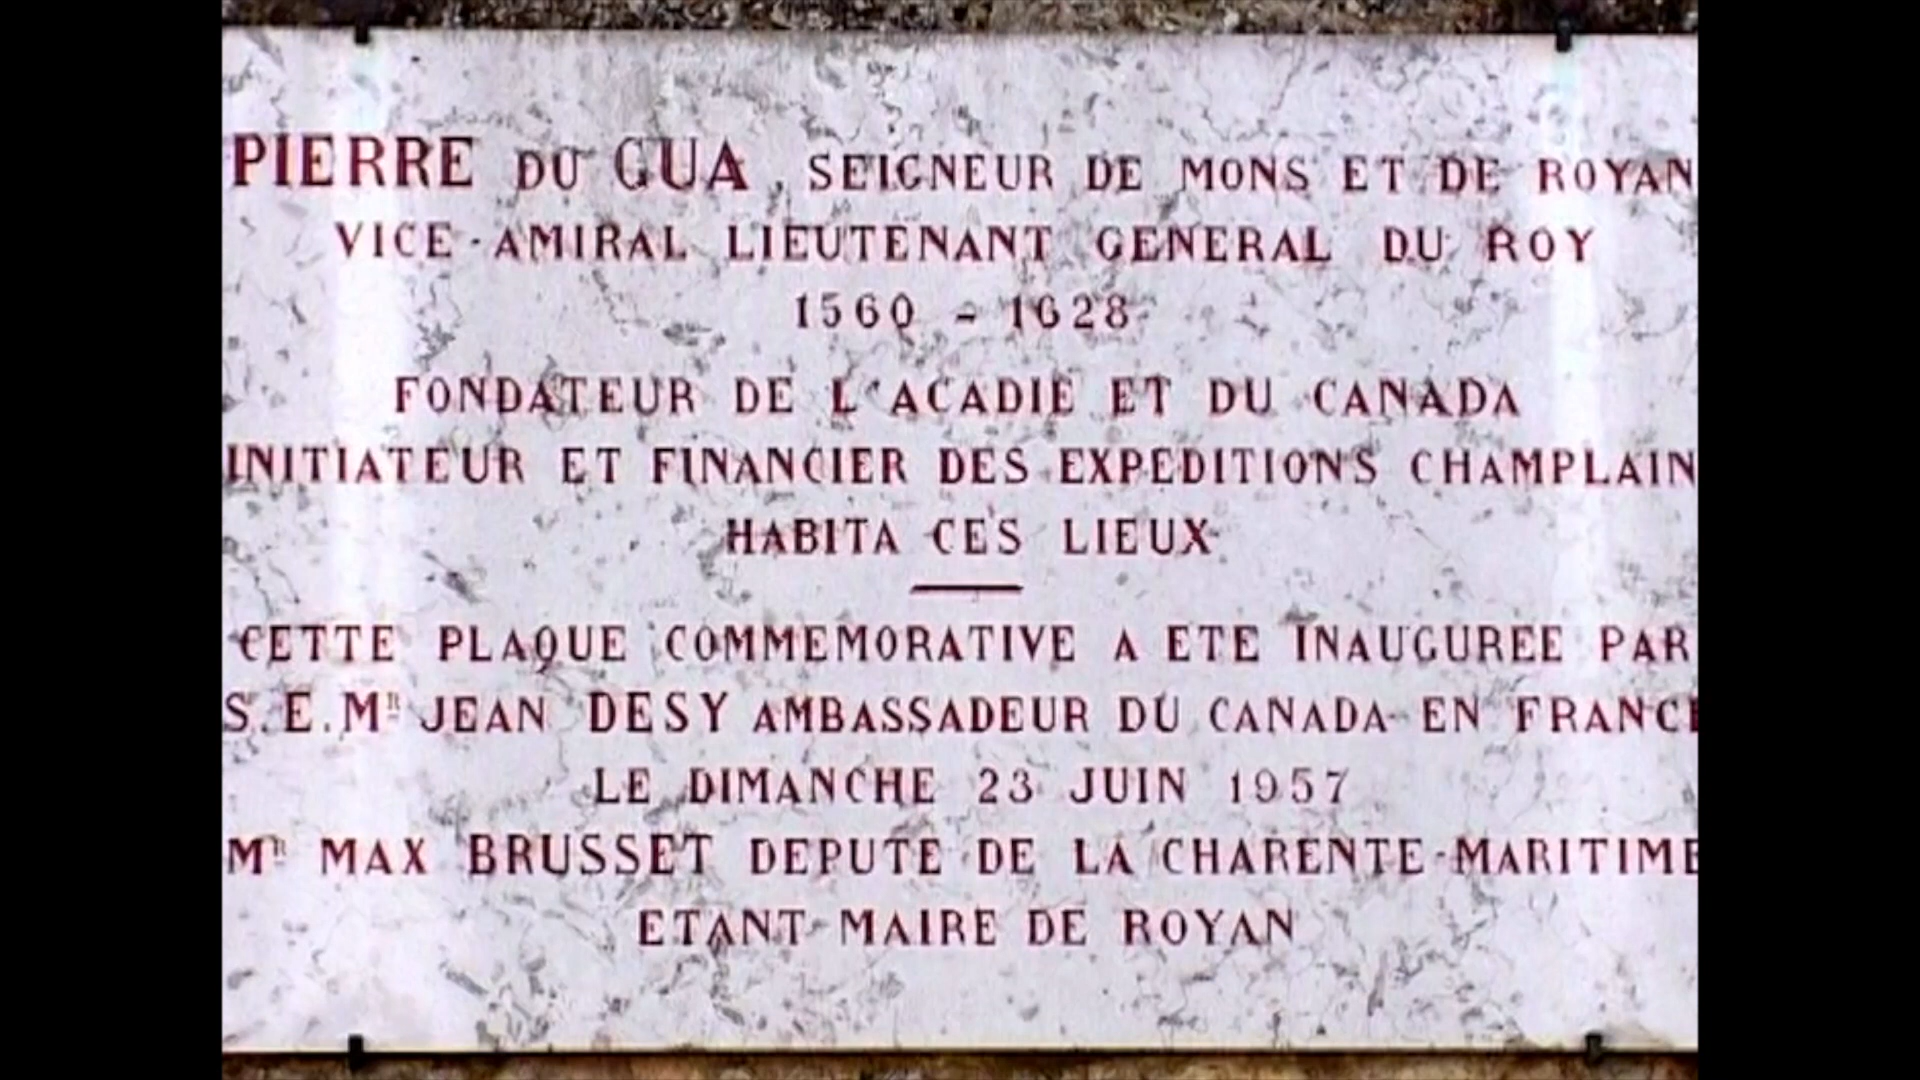 PIERRE DU GUA, SEIGNEUR DE MONS ET DE ROYAN
VICE-AMIRAL LIEUTENANT GENERAL DU ROY
1560 - 1628
FONDATEUR DE L'ACADIE ET DU CANADA
INITIATEUR ET FINANCIER DES EXPEDITIONS CHAMPLAIN
HABITA CES LIEUX
CETTE PLAQUE COMMEMORATIVE A ETE INAUGUREE PAR
S.E.MR JEAN DESY AMBASSADEUR DU CANADA EN FRANCE
LE DIMANCHE 23 JUIN 1957
MR MAX BRUSSET DEPUTE DE LA CHARENTE-MARITIME
ETANT MAIRE DE ROYAN